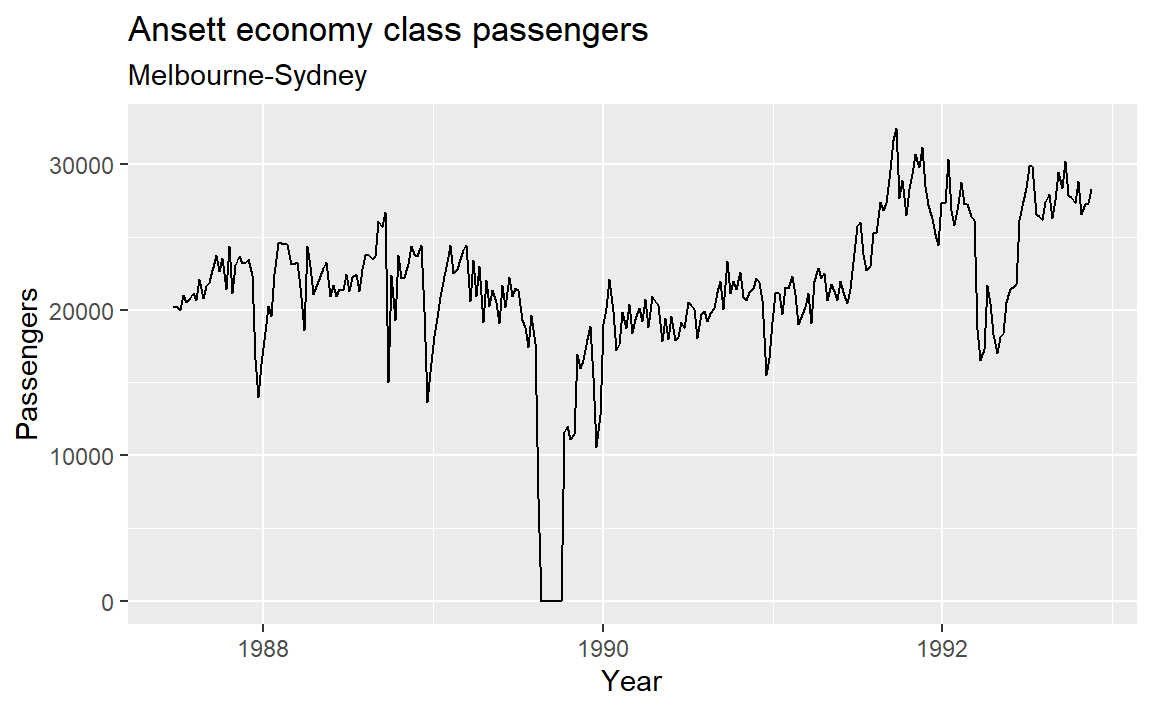 Ansett economy class passengers
Melbourne-Sydney
Passengers
30000
20000
10000
0
1988 1990 1992
Year